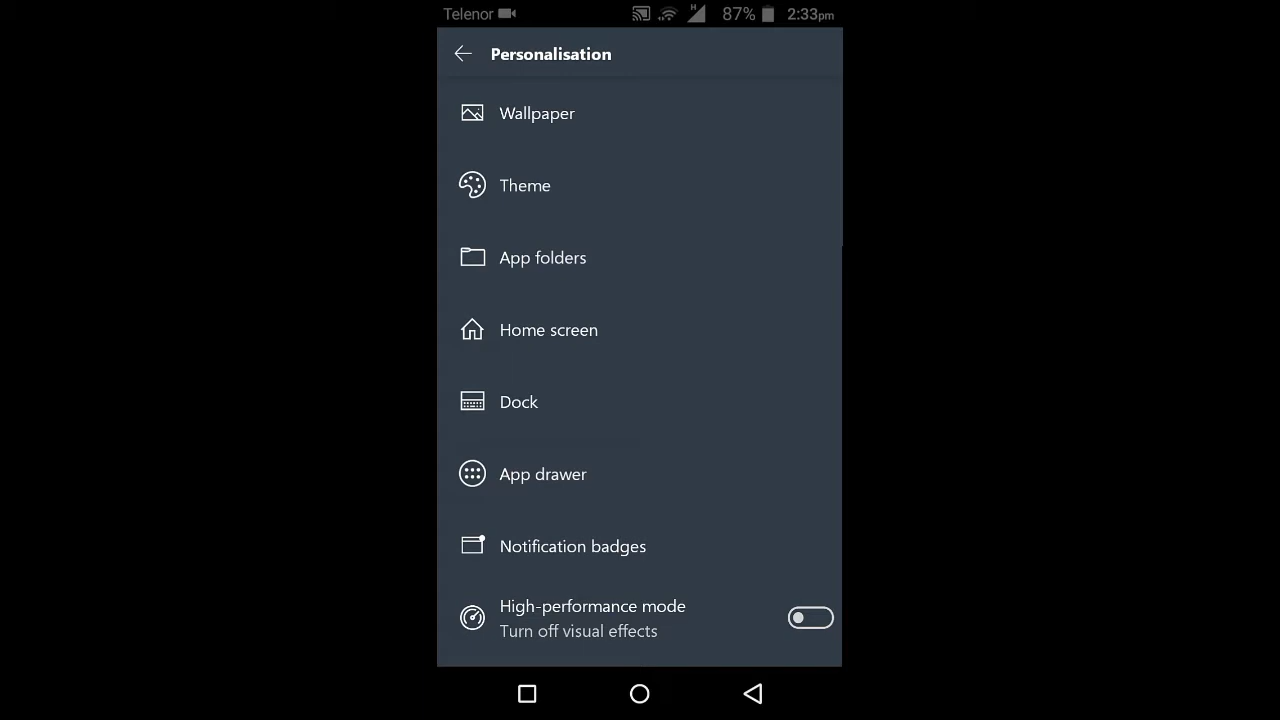 Telenor H 87% 2:33pm
Personalisation
Wallpaper
Theme
App folders
Home screen
Dock
App drawer
Notification badges
High-performance mode
Turn off visual effects